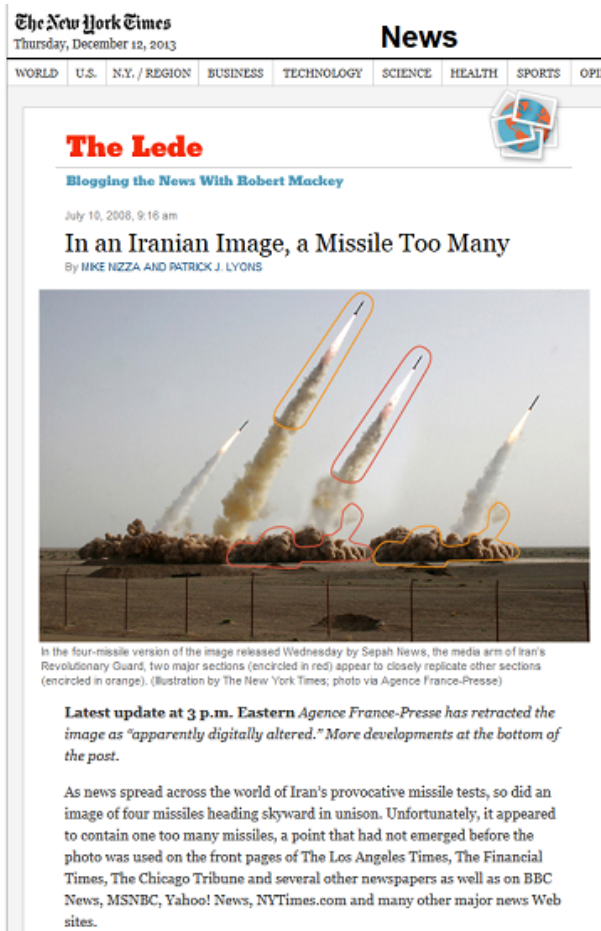 The New York Times
Thursday, December 12, 2013
News
WORLD U.S. N.Y. / REGION BUSINESS TECHNOLOGY SCIENCE HEALTH SPORTS
The Lede
Blogging the News With Robert Mackey
July 10, 2008, 9:16 am
In an Iranian Image, a Missile Too Many
By MIKE NIZZA AND PATRICK J. LYONS
In the four-missile version of the image released Wednesday by Sepah News, the media arm of Iran's
Revolutionary Guard, two major sections (encircled in red) appear to closely replicate other sections
(encircled in orange). (Illustration by The New York Times; photo via Agence France-Presse)
Latest update at 3 p.m. Eastern Agence France-Presse has retracted the
image as “apparently digitally altered.” More developments at the bottom of
the post.
As news spread across the world of Iran's provocative missile tests, so did an
image of four missiles heading skyward in unison. Unfortunately, it appeared
to contain one too many missiles, a point that had not emerged before the
photo was used on the front pages of The Los Angeles Times, The Financial
Times, The Chicago Tribune and several other newspapers as well as on BBC
News, MSNBC, Yahoo! News, NYTimes.com and many other major news Web
sites.